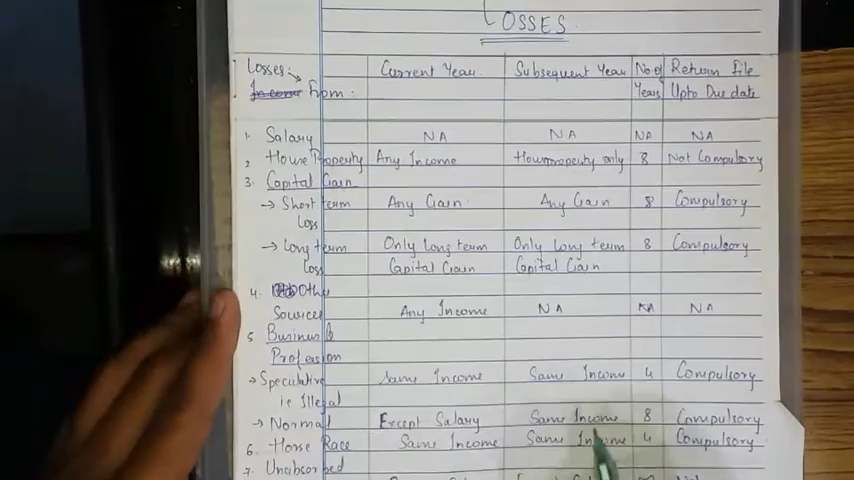 LOSSES
Losses: Current Year Subsequent Year No of Return File
from: Years Upto Due date
1. Salary NA NA NA NA
2 House Property Any Income House Property only 8 Not Compulsory
3. Capital Gain
→ Short term Any Gain Any Gain 8 Compulsory
Loss
→ Long term Only Long term Only Long term 8 Compulsory
Loss Capital Gain Capital Gain
4. Other
Sources Any Income NA NA NA
5 Business &
Profession
→ Speculative Same Income Same Income 4 Compulsory
ie Illegal
→ Normal Except Salary Same Income 8 Compulsory
6. Horse Race Same Income Same Income 4 Compulsory
7. Unabsorbed